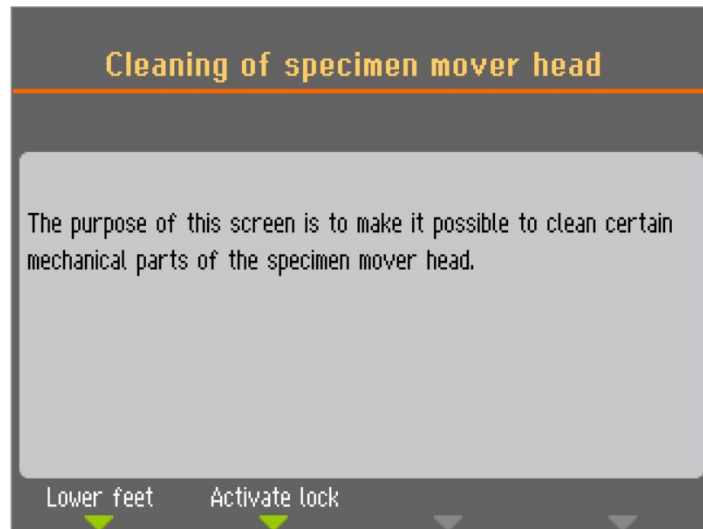 Cleaning of specimen mover head
The purpose of this screen is to make it possible to clean certain
mechanical parts of the specimen mover head.
Lower feet Activate lock